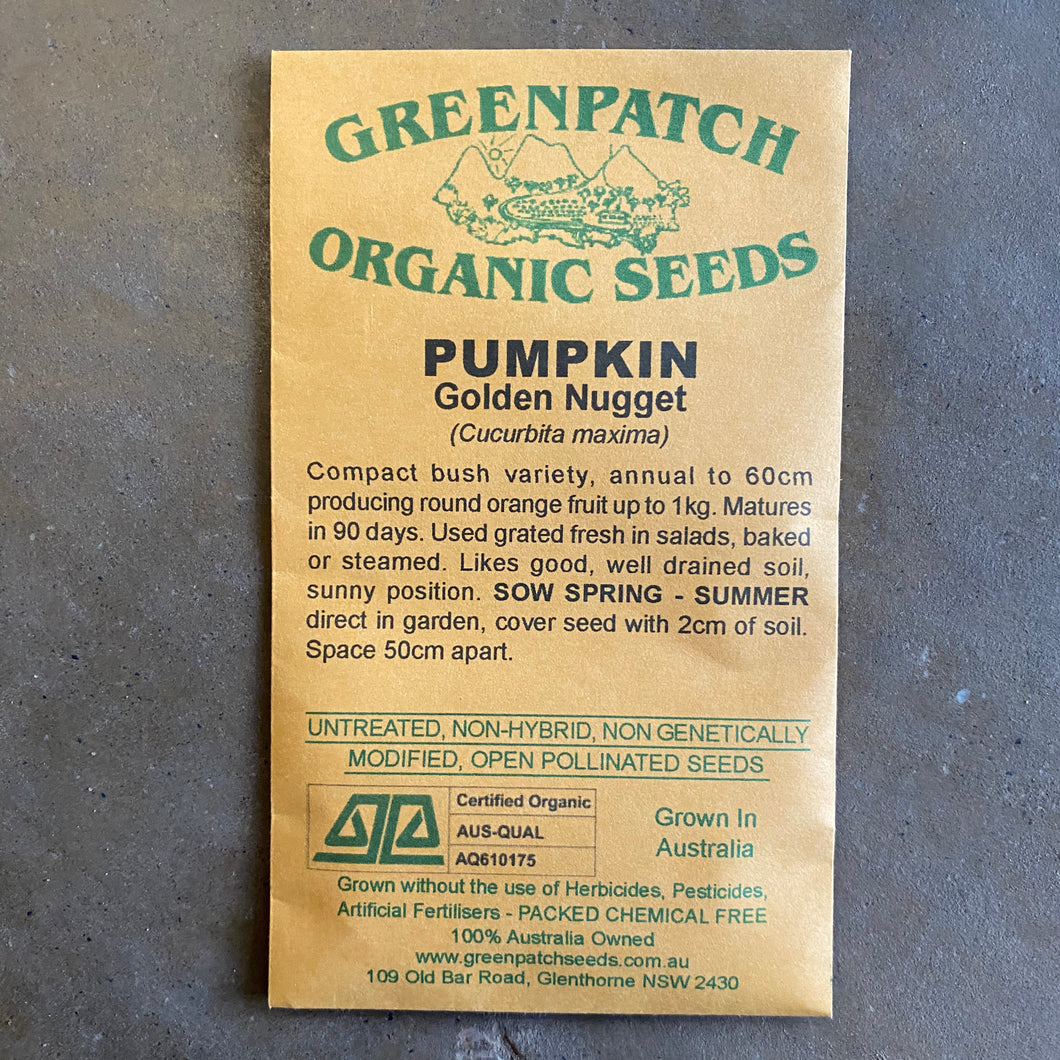 GREENPATCH
ORGANIC SEEDS
PUMPKIN
Golden Nugget
(Cucurbita maxima)
Compact bush variety, annual to 60cm
producing round orange fruit up to 1kg. Matures
in 90 days. Used grated fresh in salads, baked
or steamed. Likes good, well drained soil,
sunny position. SOW SPRING - SUMMER
direct in garden, cover seed with 2cm of soil.
Space 50cm apart.
UNTREATED, NON-HYBRID, NON GENETICALLY
MODIFIED, OPEN POLLINATED SEEDS
Certified Organic
AUS-QUAL
AQ610175
Grown In
Australia
Grown without the use of Herbicides, Pesticides,
Artificial Fertilisers - PACKED CHEMICAL FREE
100% Australia Owned
www.greenpatchseeds.com.au
109 Old Bar Road, Glenthorne NSW 2430